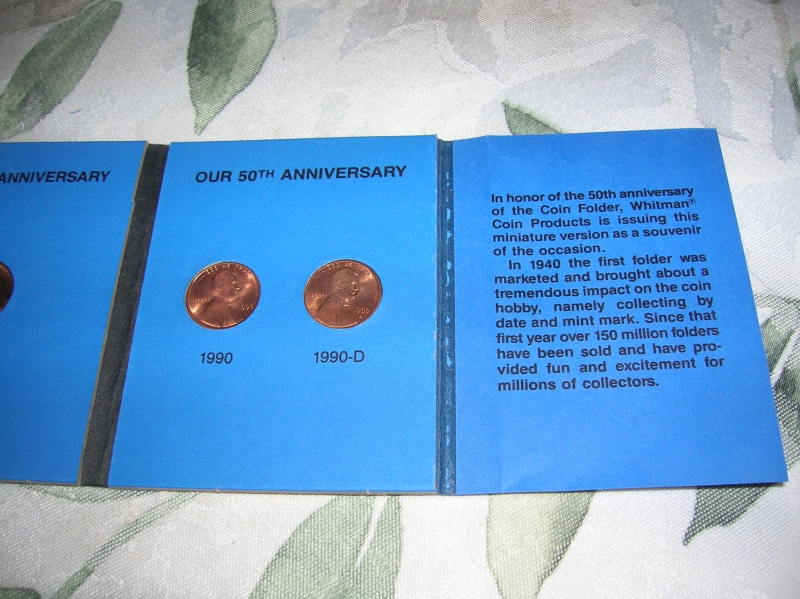 ANNIVERSARY
OUR 50TH ANNIVERSARY
1990
1990-D
In honor of the 50th anniversary
of the Coin Folder, Whitman®
Coin Products is issuing this
miniature version as a souvenir
of the occasion.
In 1940 the first folder was
marketed and brought about a
tremendous impact on the coin
hobby, namely collecting by
date and mint mark. Since that
first year over 150 million folders
have been sold and have pro-
vided fun and excitement for
millions of collectors.